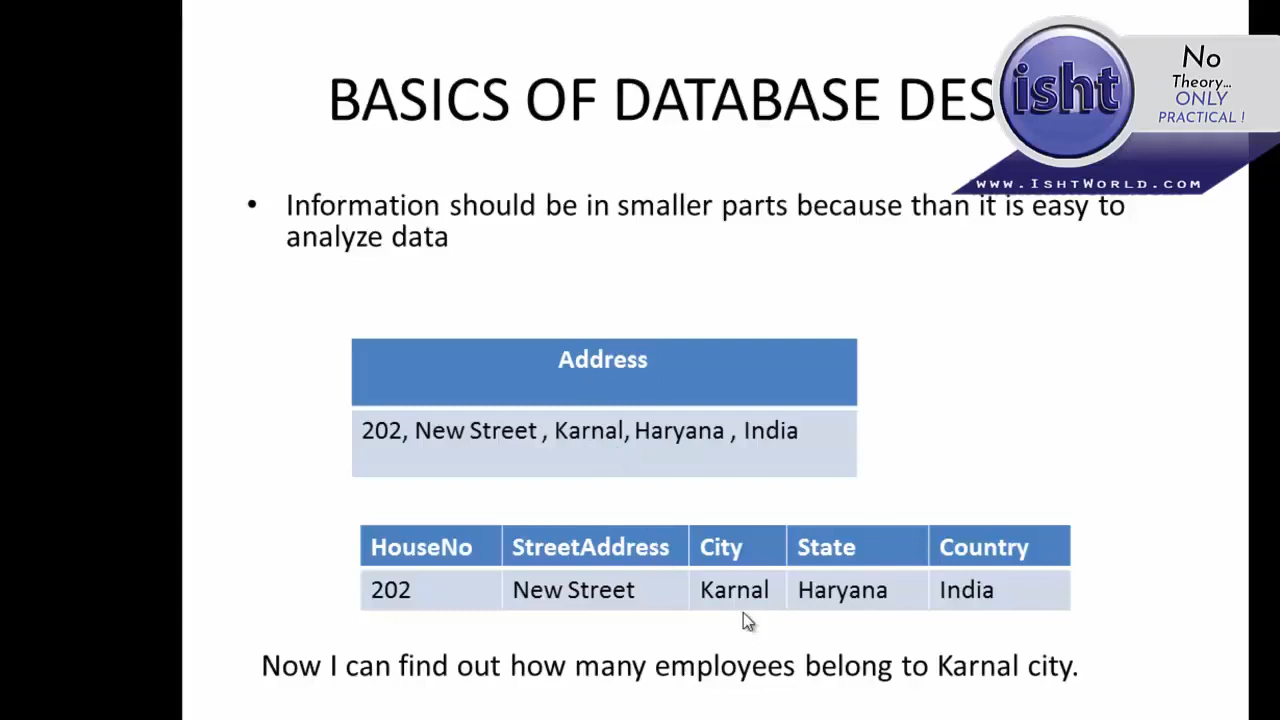 BASICS OF DATABASE DES
isht
No
Theory...
ONLY
PRACTICAL !
www.IshtWorld.com
• Information should be in smaller parts because than it is easy to
analyze data
Address
202, New Street , Karnal, Haryana , India
HouseNo StreetAddress City State Country
202 New Street Karnal Haryana India
Now I can find out how many employees belong to Karnal city.